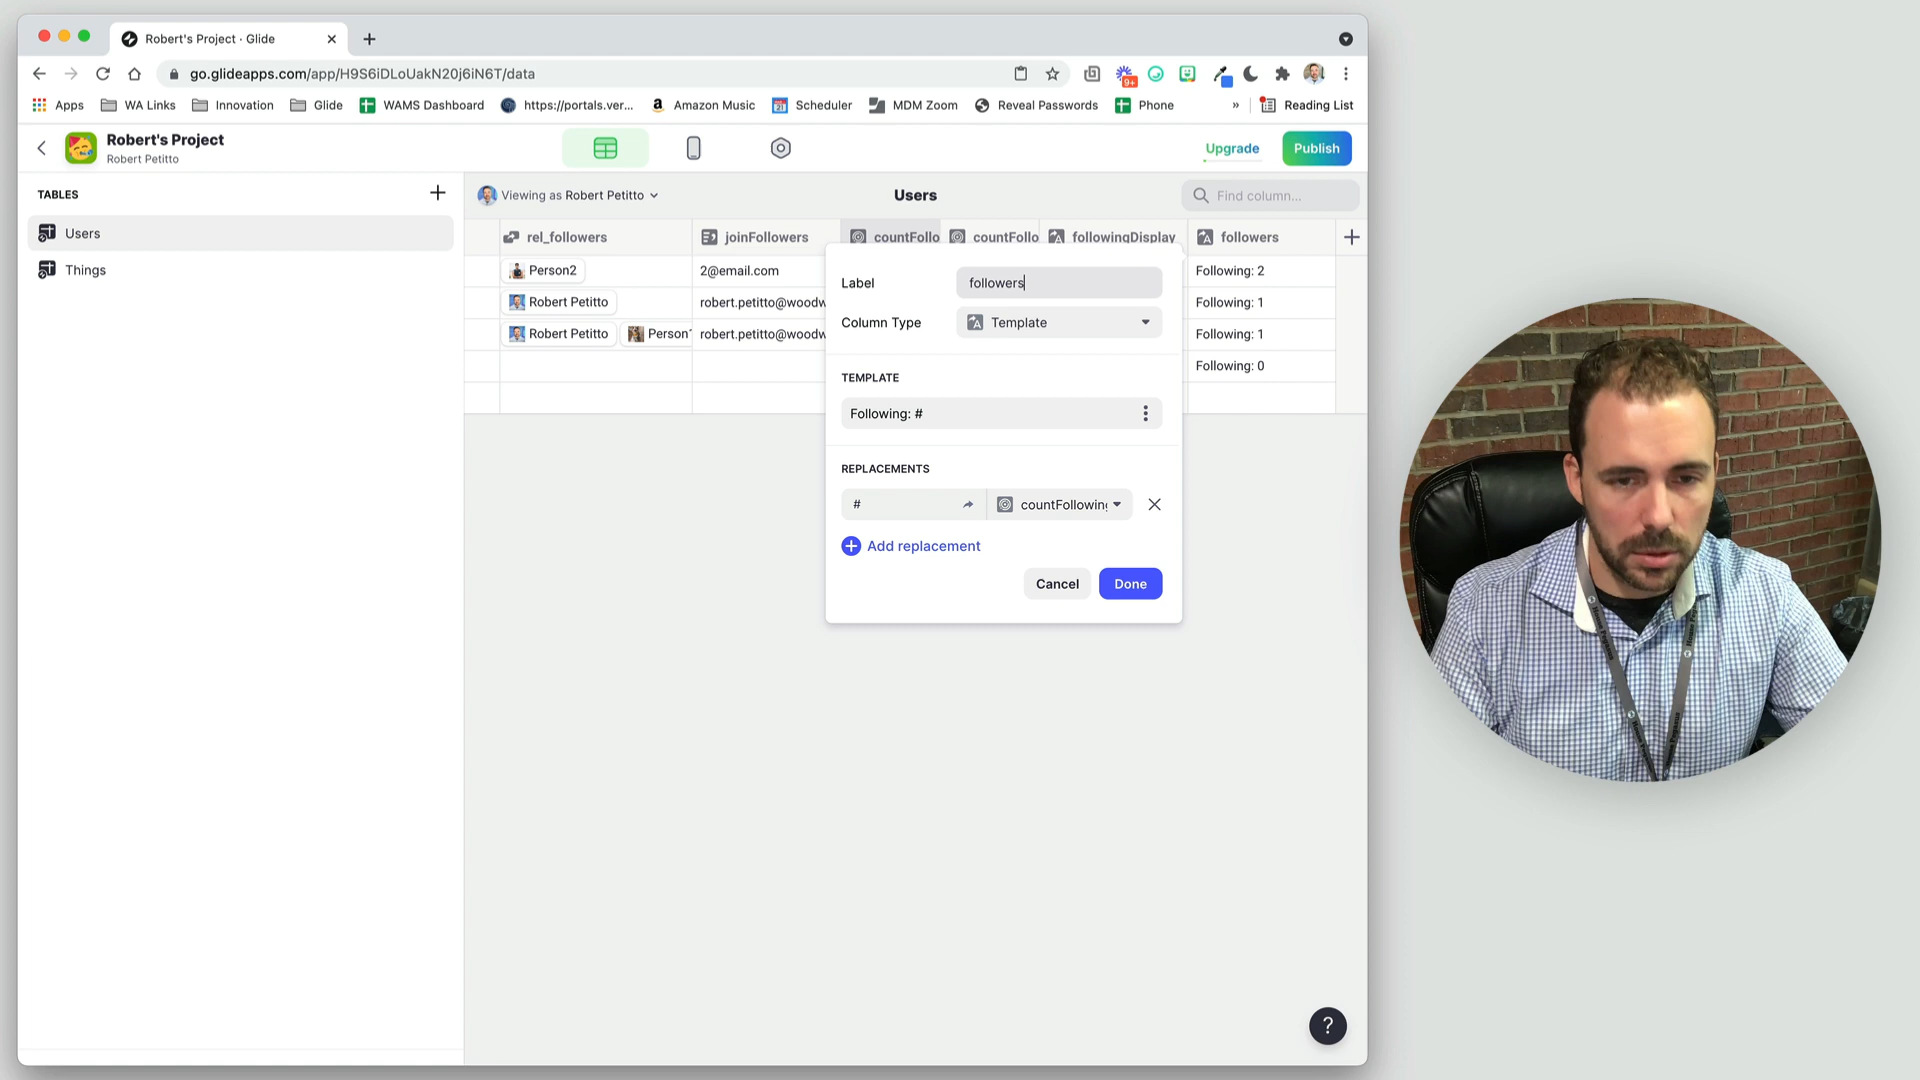 Robert's Project · Glide
go.glideapps.com/app/H9S6iDLoUakN20j6iN6T/data
9+
Apps
WA Links
Innovation
Glide
WAMS Dashboard
https://portals.ver...
Amazon Music
Scheduler
MDM Zoom
Reveal Passwords
Phone
»
Reading List
Robert's Project
Robert Petitto
Upgrade
Publish
TABLES
Users
Things
Viewing as Robert Petitto
Users
Find column...
rel_followers
joinFollowers
countFollo
countFollo
followingDisplay
followers
Person2
2@email.com
Following: 2
Robert Petitto
robert.petitto@woodw
Following: 1
Robert Petitto
Person
robert.petitto@woodw
Following: 1
Following: 0
Label
followers
Column Type
Template
TEMPLATE
Following: #
REPLACEMENTS
#
countFollowing
Add replacement
Cancel
Done
?